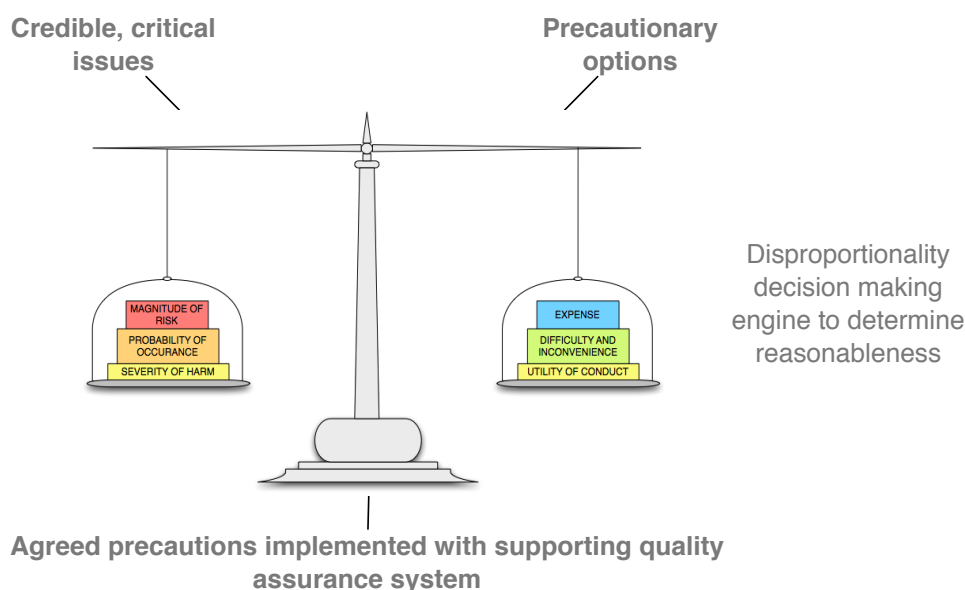 Credible, critical
issues
Precautionary
options
MAGNITUDE OF
RISK
PROBABILITY OF
OCCURANCE
SEVERITY OF HARM
EXPENSE
DIFFICULTY AND
INCONVENIENCE
UTILITY OF CONDUCT
Disproportionality
decision making
engine to determine
reasonableness
Agreed precautions implemented with supporting quality
assurance system